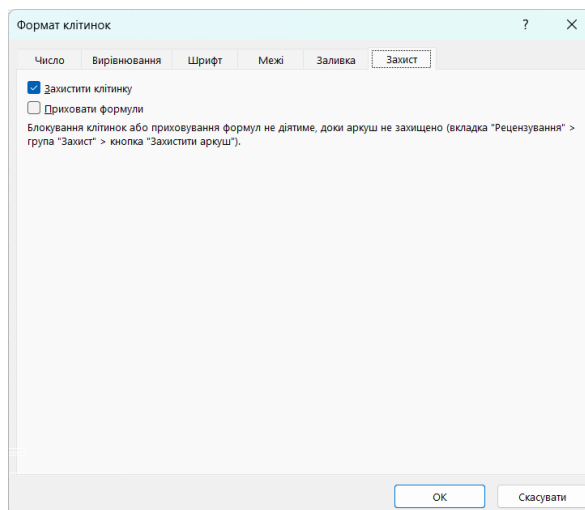 Формат клітинок ?
Число Вирівнювання Шрифт Межі Заливка Захист
Захистити клітинку
Приховати формули
Блокування клітинок або приховування формул не діятиме, доки аркуш не захищено (вкладка "Рецензування" >
група "Захист" > кнопка "Захистити аркуш").
ОК Скасувати